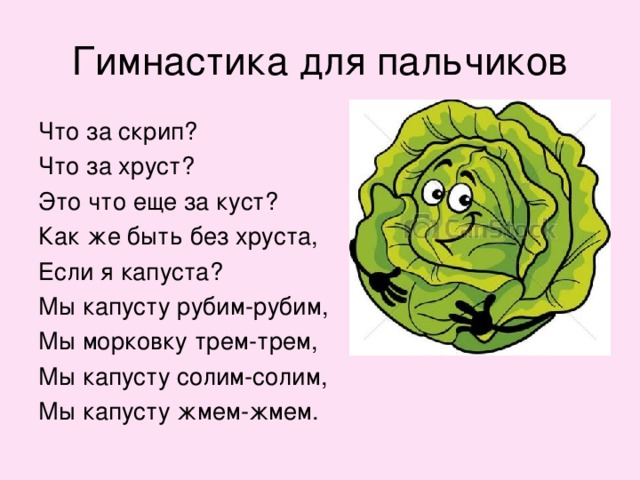 Гимнастика для пальчиков
Что за скрип?
Что за хруст?
Это что еще за куст?
Как же быть без хруста,
Если я капуста?
Мы капусту рубим-рубим,
Мы морковку трем-трем,
Мы капусту солим-солим,
Мы капусту жмем-жмем.
CanStock